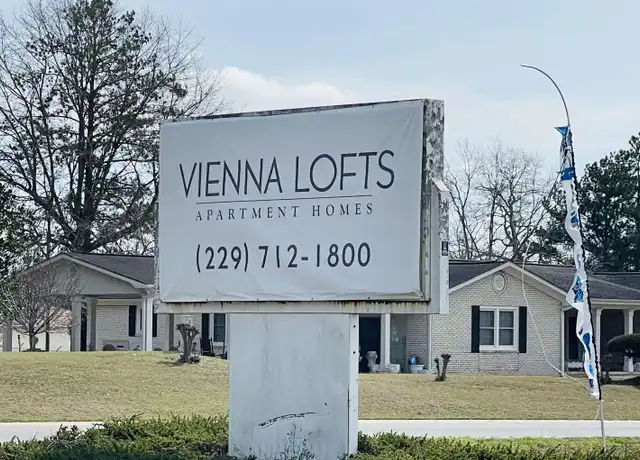 VIENNA LOFTS
APARTMENT HOMES
(229) 712-1800